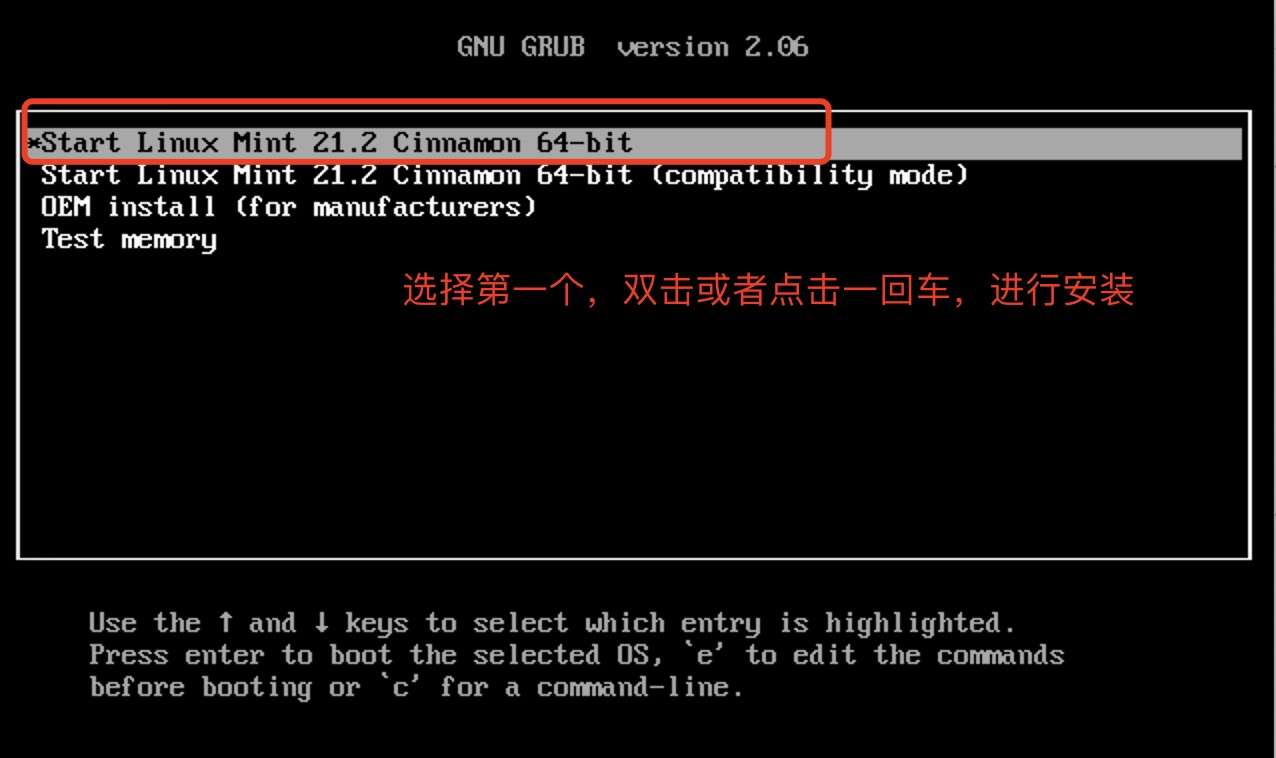 GNU GRUB  version 2.06
*Start Linux Mint 21.2 Cinnamon 64-bit
Start Linux Mint 21.2 Cinnamon 64-bit (compatibility mode)
OEM install (for manufacturers)
Test memory
选择第一个，双击或者点击一回车，进行安装
Use the ↑ and ↓ keys to select which entry is highlighted.
Press enter to boot the selected OS, `e' to edit the commands
before booting or `c' for a command-line.